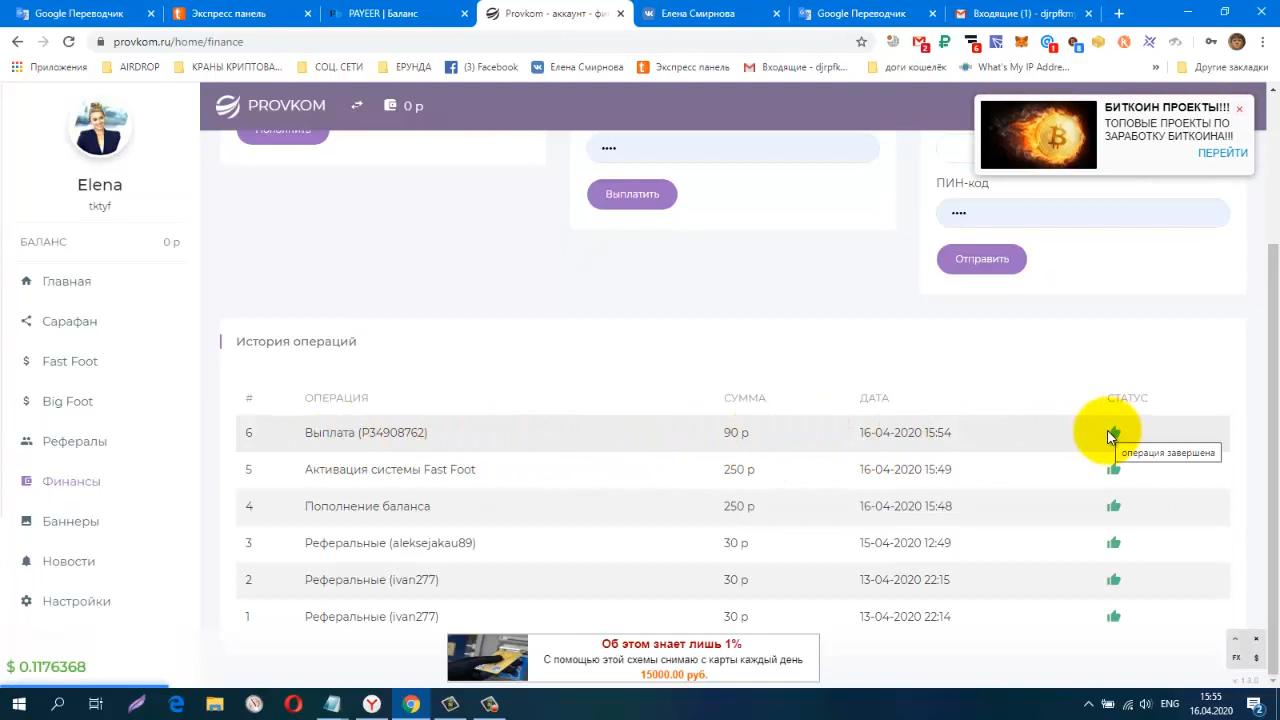 Google Переводчик
Экспресс панель
PAYEER | Баланс
Provkom - аккаунт - фи
Елена Смирнова
Google Переводчик
Входящие (1) - djrpfkm
provkom.ru/home/finance
Приложения
AIRDROP
КРАНЫ КРИПТОВА...
СОЦ. СЕТИ
ЕРУНДА
(3) Facebook
Елена Смирнова
Экспресс панель
Входящие - djrpfk...
доги кошелёк
What's My IP Addre...
»
Другие закладки
Elena
tktyf
БАЛАНС 0 р
Главная
Сарафан
Fast Foot
Big Foot
Рефералы
Финансы
Баннеры
Новости
Настройки
$ 0.1176368
PROVKOM
0 р
БИТКОИН ПРОЕКТЫ!!!
ТОПОВЫЕ ПРОЕКТЫ ПО
ЗАРАБОТКУ БИТКОИНА!!!
ПЕРЕЙТИ
Пополнить
••••
Выплатить
ПИН-код
••••
Отправить
История операций
# ОПЕРАЦИЯ СУММА ДАТА СТАТУС
6 Выплата (P34908762) 90 р 16-04-2020 15:54
операция завершена
5 Активация системы Fast Foot 250 р 16-04-2020 15:49
4 Пополнение баланса 250 р 16-04-2020 15:48
3 Реферальные (aleksejakau89) 30 р 15-04-2020 12:49
2 Реферальные (ivan277) 30 р 13-04-2020 22:15
1 Реферальные (ivan277) 30 р 13-04-2020 22:14
Об этом знает лишь 1%
С помощью этой схемы снимаю с карты каждый день
15000.00 руб.
FX $
v: 1.3.0
ENG
15:55
16.04.2020